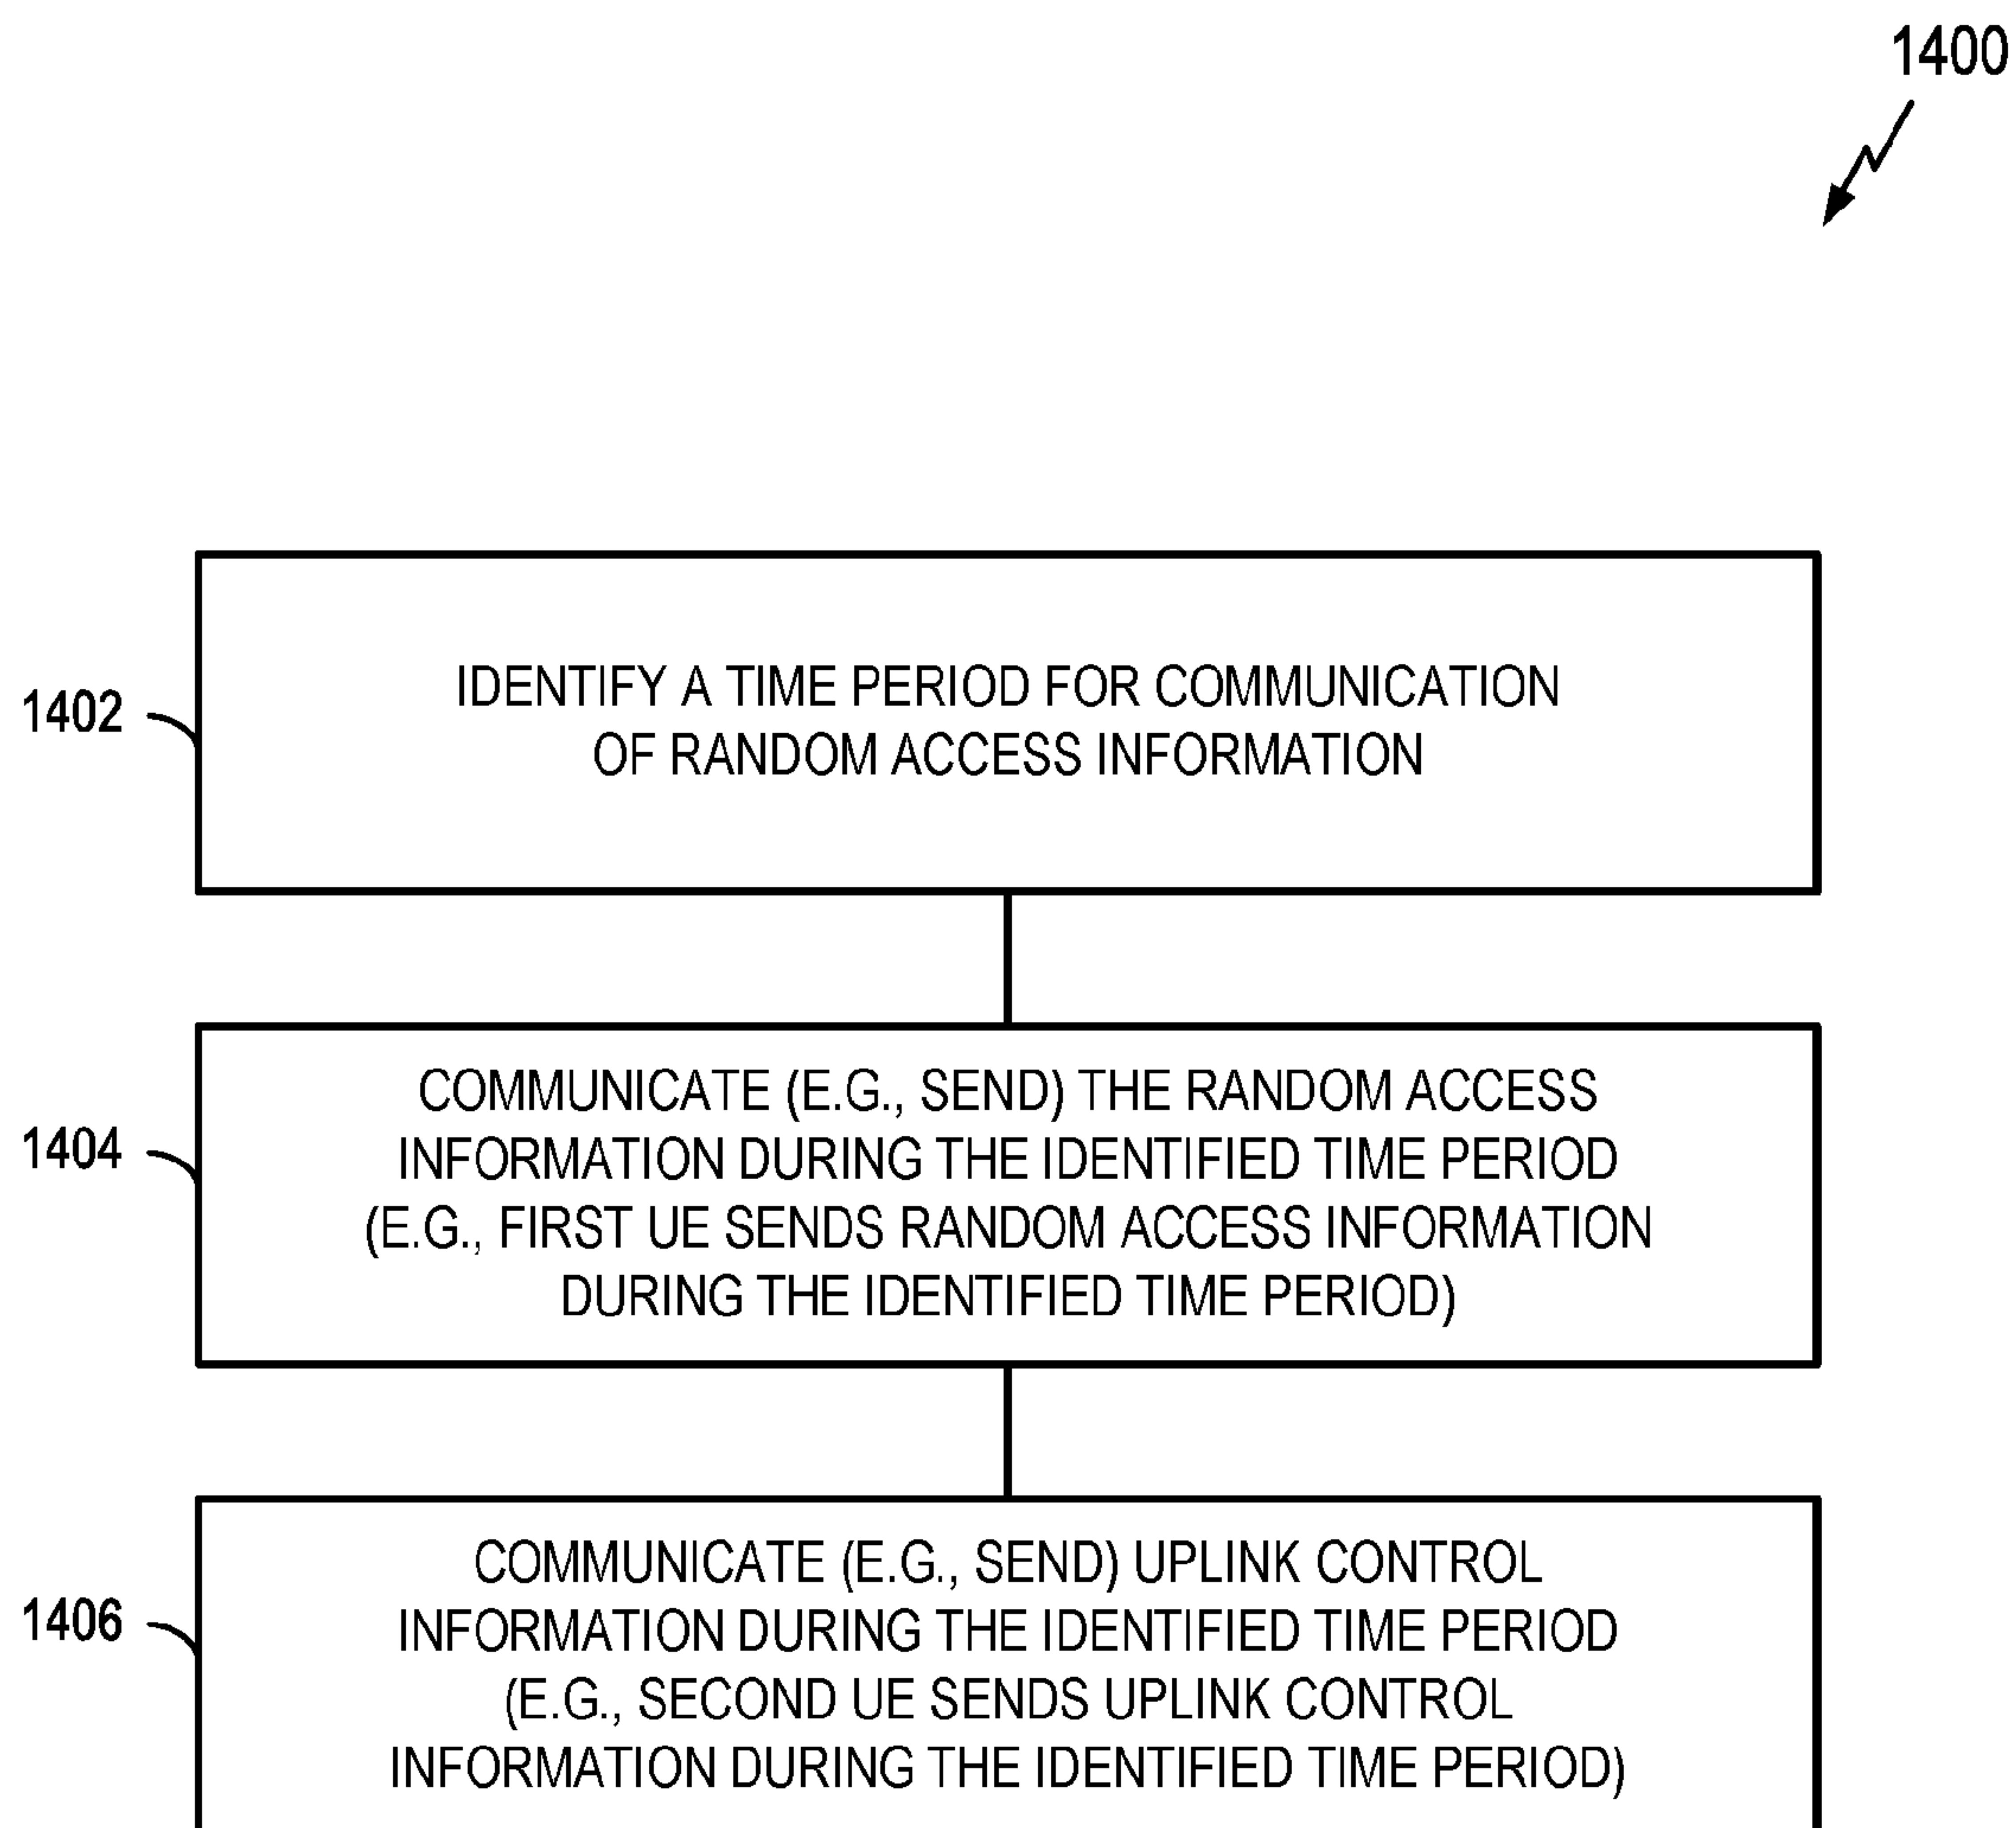 1400
1402
IDENTIFY A TIME PERIOD FOR COMMUNICATION
OF RANDOM ACCESS INFORMATION
1404
COMMUNICATE (E.G., SEND) THE RANDOM ACCESS
INFORMATION DURING THE IDENTIFIED TIME PERIOD
(E.G., FIRST UE SENDS RANDOM ACCESS INFORMATION
DURING THE IDENTIFIED TIME PERIOD)
1406
COMMUNICATE (E.G., SEND) UPLINK CONTROL
INFORMATION DURING THE IDENTIFIED TIME PERIOD
(E.G., SECOND UE SENDS UPLINK CONTROL
INFORMATION DURING THE IDENTIFIED TIME PERIOD)